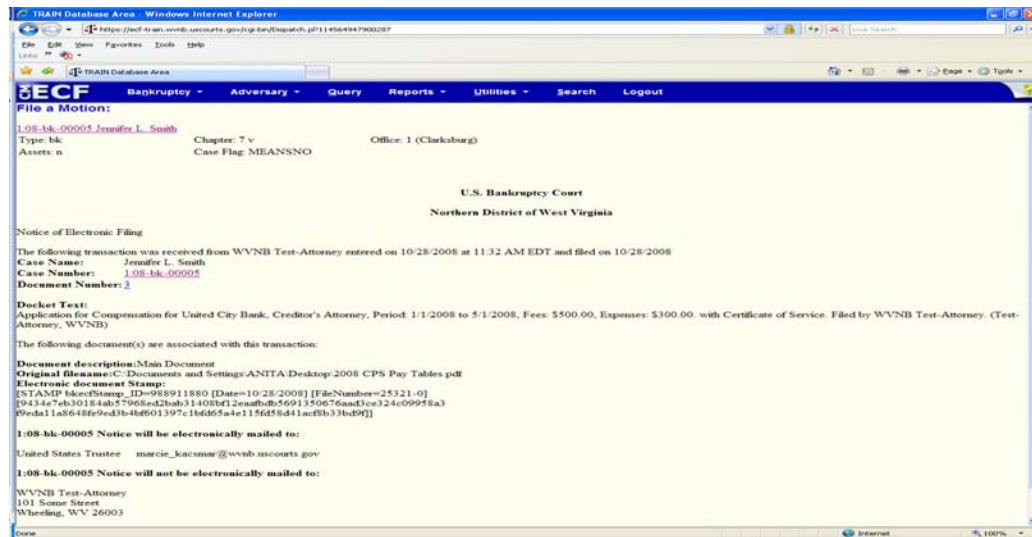 TRAIN Database Area - Windows Internet Explorer
https://ecf-train.wvnb.uscourts.gov/cgi-bin/Dispatch.pl?114564947900287
Live Search
File Edit View Favorites Tools Help
Links
TRAIN Database Area
Page Tools
ECF Bankruptcy Adversary Query Reports Utilities Search Logout
File a Motion:
1:08-bk-00005 Jennifer L. Smith
Type: bk Chapter: 7 v Office: 1 (Clarksburg)
Assets: n Case Flag: MEANSNO
U.S. Bankruptcy Court
Northern District of West Virginia
Notice of Electronic Filing
The following transaction was received from WVNB Test-Attorney entered on 10/28/2008 at 11:32 AM EDT and filed on 10/28/2008
Case Name: Jennifer L. Smith
Case Number: 1:08-bk-00005
Document Number: 3
Docket Text:
Application for Compensation for United City Bank, Creditor's Attorney, Period: 1/1/2008 to 5/1/2008, Fees: $500.00, Expenses: $300.00. with Certificate of Service. Filed by WVNB Test-Attorney. (Test-
Attorney, WVNB)
The following document(s) are associated with this transaction:
Document description:Main Document
Original filename:C:\Documents and Settings\ANITA\Desktop\2008 CPS Pay Tables.pdf
Electronic document Stamp:
[STAMP bkecfStamp_ID=988911880 [Date=10/28/2008] [FileNumber=25321-0]
1:08-bk-00005 Notice will be electronically mailed to:
United States Trustee marcie_kacsmar@wvnb.uscourts.gov
1:08-bk-00005 Notice will not be electronically mailed to:
WVNB Test-Attorney
101 Some Street
Wheeling, WV 26003
Done Internet 100%